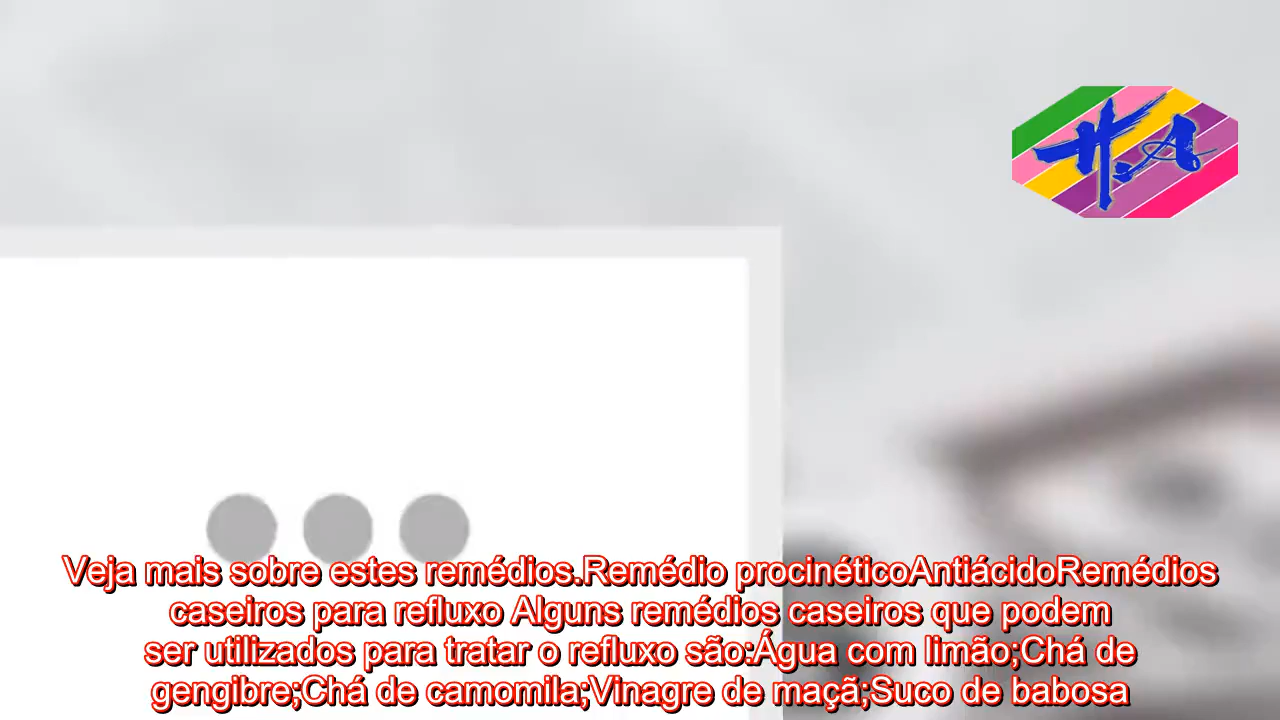 H.A
Veja mais sobre estes remédios.Remédio procinéticoAntiácidoRemédios
caseiros para refluxo Alguns remédios caseiros que podem
ser utilizados para tratar o refluxo são:Água com limão;Chá de
gengibre;Chá de camomila;Vinagre de maçã;Suco de babosa